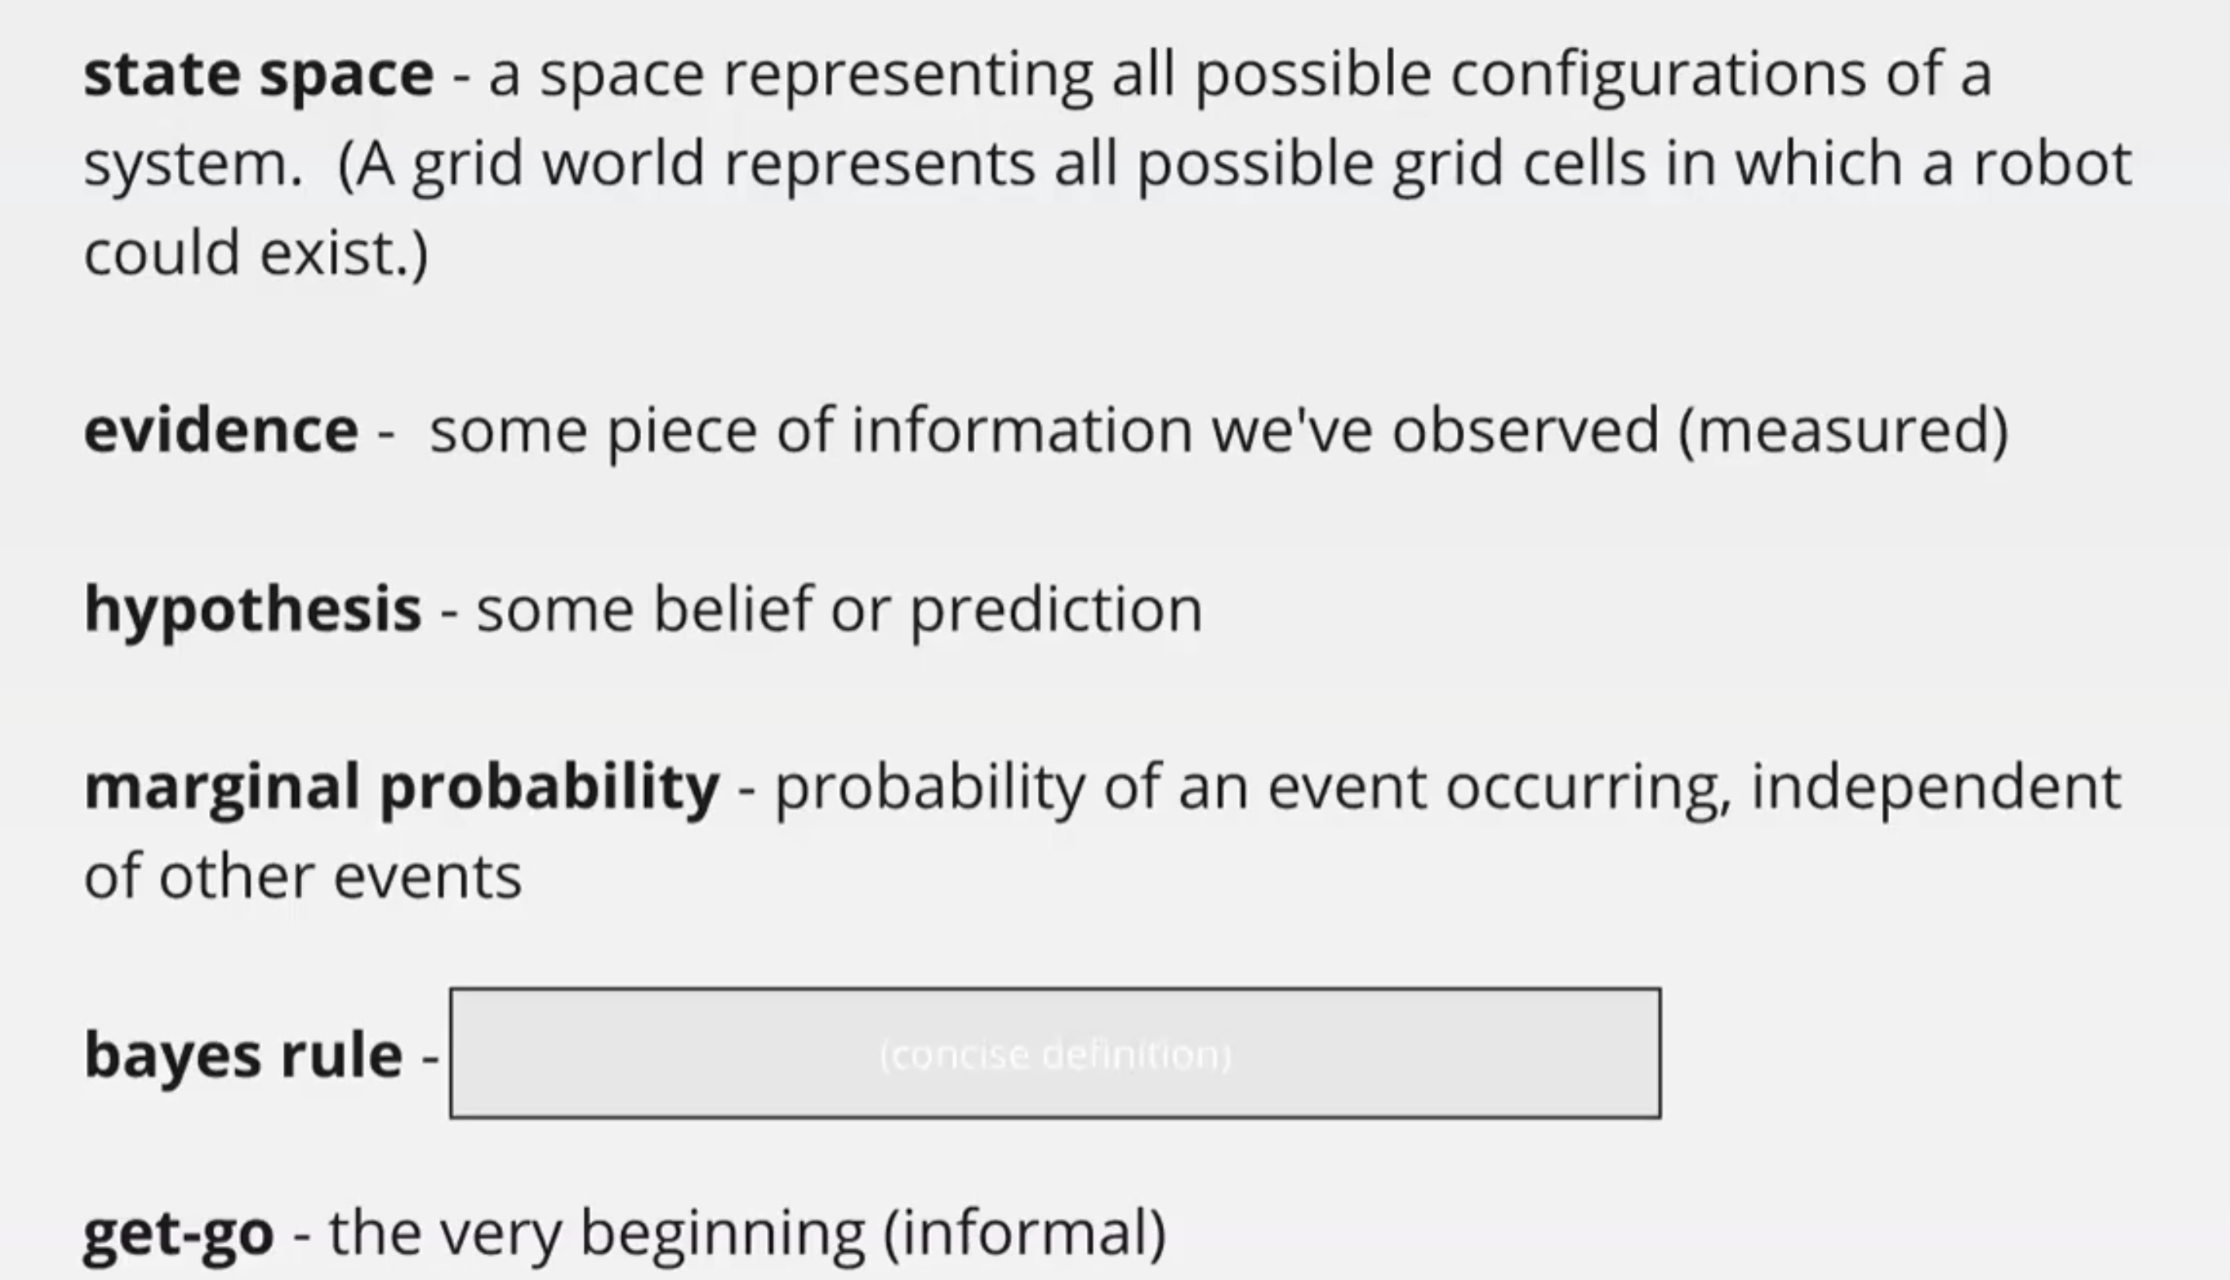 state space - a space representing all possible configurations of a
system.  (A grid world represents all possible grid cells in which a robot
could exist.)
evidence -  some piece of information we've observed (measured)
hypothesis - some belief or prediction
marginal probability - probability of an event occurring, independent
of other events
bayes rule - (concise definition)
get-go - the very beginning (informal)